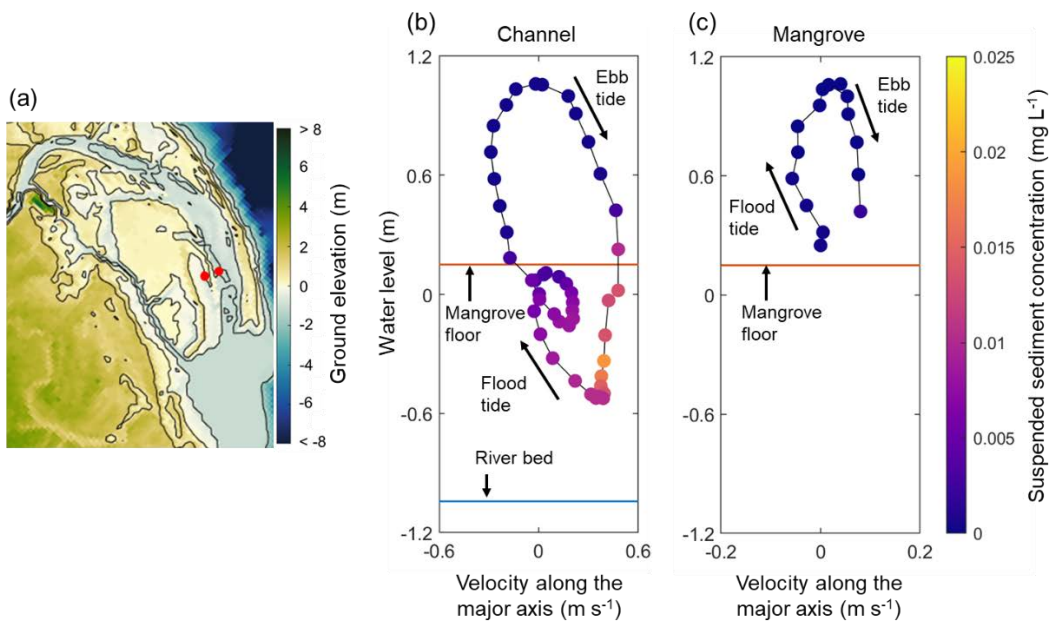 (a)
> 8
6
4
2
0
-2
-4
-6
< -8
Ground elevation (m)
(b)
Channel
1.2
0.6
0
-0.6
-1.2
Water level (m)
Ebb
tide
Mangrove
floor
Flood
tide
River bed
-0.6
0
0.6
Velocity along the
major axis (m s-1)
(c)
Mangrove
1.2
0.6
0
-0.6
-1.2
Ebb
tide
Flood
tide
Mangrove
floor
-0.2
0
0.2
Velocity along the
major axis (m s-1)
0.025
0.02
0.015
0.01
0.005
0
Suspended sediment concentration (mg L-1)